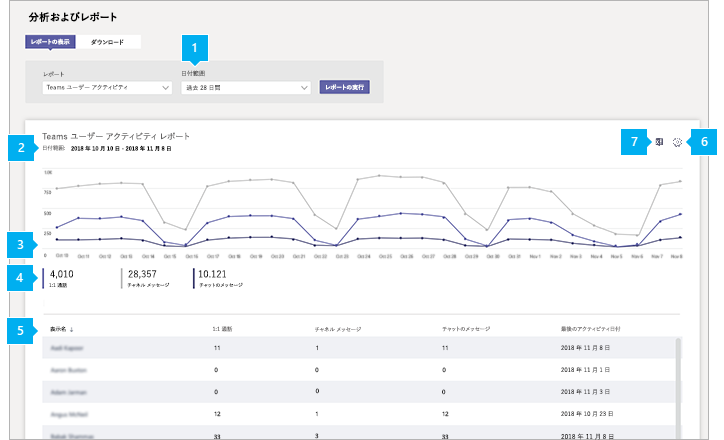 分析およびレポート
レポートの表示 ダウンロード
1
レポート 日付範囲
Teams ユーザー アクティビティ 過去 28 日間 レポートの実行
Teams ユーザー アクティビティ レポート
7 6
2 日付範囲: 2018 年 10 月 10 日 - 2018 年 11 月 8 日
1.0K
750
500
250
3 0
Oct 10 Oct 11 Oct 12 Oct 13 Oct 14 Oct 15 Oct 16 Oct 17 Oct 18 Oct 19 Oct 20 Oct 21 Oct 22 Oct 23 Oct 24 Oct 25 Oct 26 Oct 27 Oct 28 Oct 29 Oct 30 Oct 31 Nov 1 Nov 2 Nov 3 Nov 4 Nov 5 Nov 6 Nov 7 Nov 8
4 4,010 28,357 10.121
1:1 通話 チャネル メッセージ チャットのメッセージ
5 表示名 ↓ 1:1 通話 チャネル メッセージ チャットのメッセージ 最後のアクティビティ日付
11 1 11 2018 年 11 月 8 日
0 0 0 2018 年 11 月 1 日
0 0 0 2018 年 11 月 3 日
12 1 12 2018 年 10 月 23 日
33 3 33 2018 年 11 月 8 日